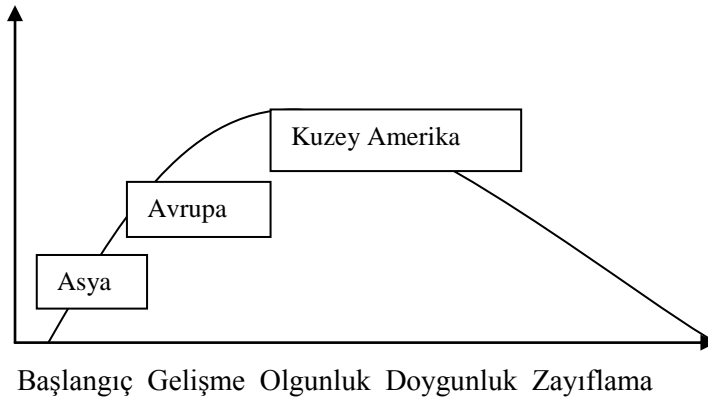 Kuzey Amerika
Avrupa
Asya
Başlangıç Gelişme Olgunluk Doygunluk Zayıflama